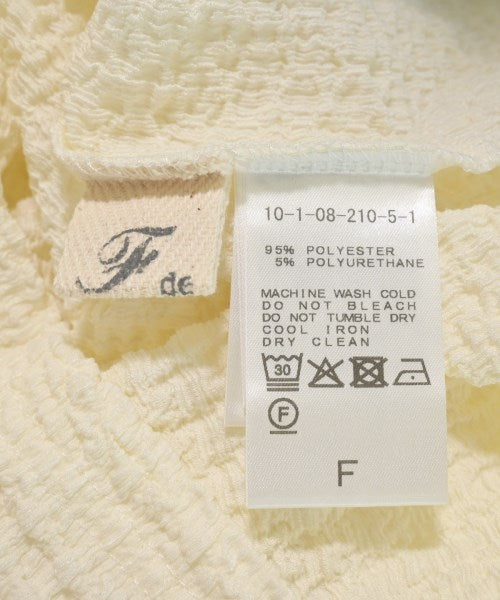 F
de
10-1-08-210-5-1
95% POLYESTER
5% POLYURETHANE
MACHINE WASH COLD
DO NOT BLEACH
DO NOT TUMBLE DRY
COOL IRON
DRY CLEAN
30
F
F